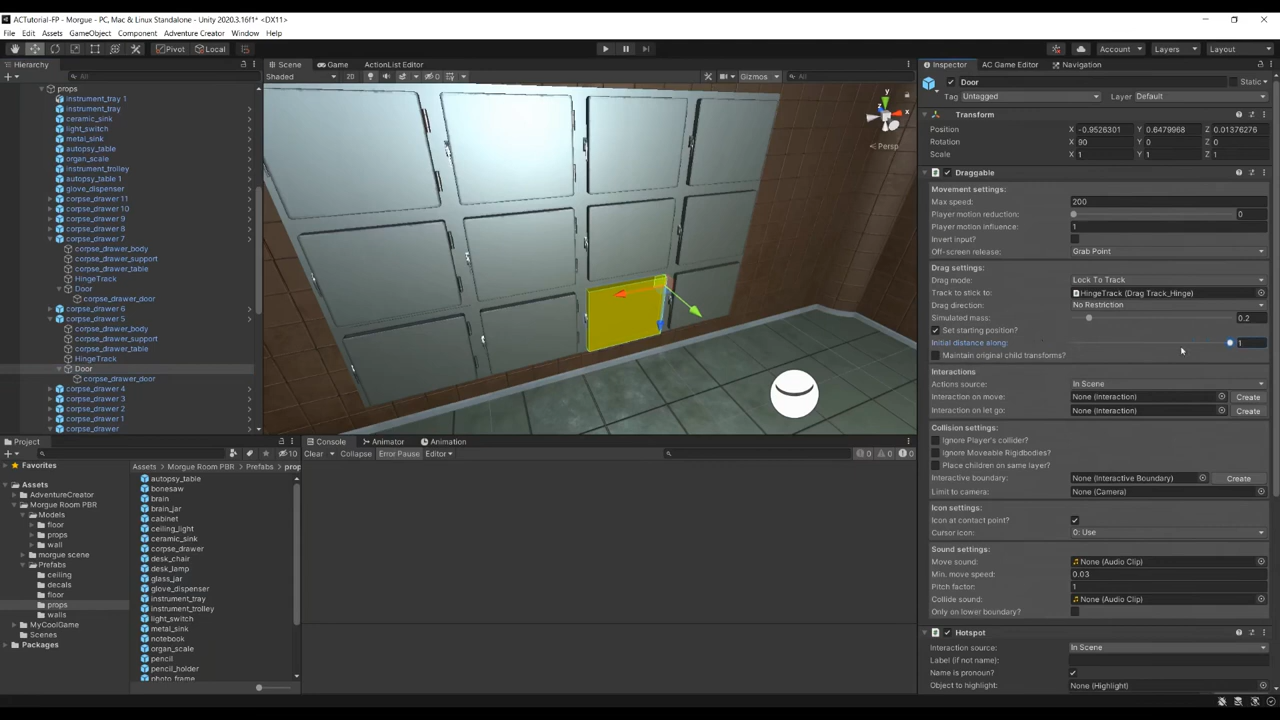 ACTutorial-FP - Morgue - PC, Mac & Linux Standalone - Unity 2020.3.16f1* <DX11>
File Edit Assets GameObject Component Adventure Creator Window Help
Pivot Local Account Layers Layout
Hierarchy
All
props
instrument_tray 1
instrument_tray
ceramic_sink
light_switch
metal_sink
autopsy_table
organ_scale
instrument_trolley
autopsy_table 1
glove_dispenser
corpse_drawer 11
corpse_drawer 10
corpse_drawer 9
corpse_drawer 8
corpse_drawer 7
corpse_drawer_body
corpse_drawer_support
corpse_drawer_table
HingeTrack
Door
corpse_drawer_door
corpse_drawer 6
corpse_drawer 5
corpse_drawer_body
corpse_drawer_support
corpse_drawer_table
HingeTrack
Door
corpse_drawer_door
corpse_drawer 4
corpse_drawer 3
corpse_drawer 2
corpse_drawer 1
corpse_drawer
Scene Game ActionList Editor
Shaded 2D 0 Gizmos All
y
x
z
Persp
Project
10
Favorites
Assets
AdventureCreator
Morgue Room PBR
Models
floor
props
wall
morgue scene
Prefabs
ceiling
decals
floor
props
walls
MyCoolGame
Scenes
Packages
Assets > Morgue Room PBR > Prefabs > prop
autopsy_table
bonesaw
brain
brain_jar
cabinet
ceiling_light
ceramic_sink
corpse_drawer
desk_chair
desk_lamp
glass_jar
glove_dispenser
instrument_tray
instrument_trolley
light_switch
metal_sink
notebook
organ_scale
pencil
pencil_holder
photo_frame
Console Animator Animation
Clear Collapse Error Pause Editor 0 0 0
Inspector AC Game Editor Navigation
Door Static
Tag Untagged Layer Default
Transform
Position X -0.9526301 Y 0.6479968 Z 0.01376276
Rotation X 90 Y 0 Z 0
Scale X 1 Y 1 Z 1
Draggable
Movement settings:
Max speed: 200
Player motion reduction: 0
Player motion influence: 1
Invert input?
Off-screen release: Grab Point
Drag settings:
Drag mode: Lock To Track
Track to stick to: HingeTrack (Drag Track_Hinge)
Drag direction: No Restriction
Simulated mass: 0.2
Set starting position?
Initial distance along: 1
Maintain original child transforms?
Interactions
Actions source: In Scene
Interaction on move: None (Interaction) Create
Interaction on let go: None (Interaction) Create
Collision settings:
Ignore Player's collider?
Ignore Moveable Rigidbodies?
Place children on same layer?
Interactive boundary: None (Interactive Boundary) Create
Limit to camera: None (Camera)
Icon settings:
Icon at contact point?
Cursor icon: 0: Use
Sound settings:
Move sound: None (Audio Clip)
Min. move speed: 0.03
Pitch factor: 1
Collide sound: None (Audio Clip)
Only on lower boundary?
Hotspot
Interaction source: In Scene
Label (if not name):
Name is pronoun?
Object to highlight: None (Highlight)